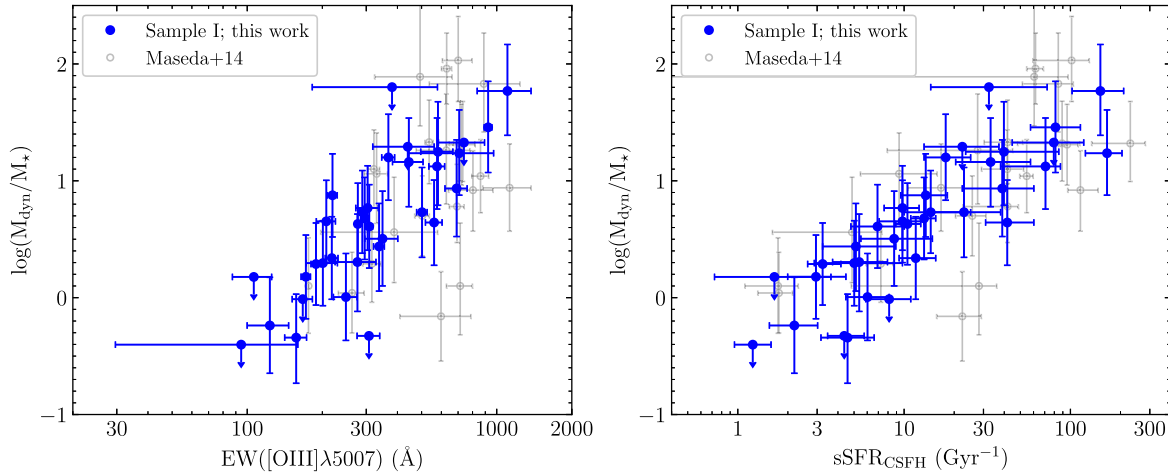 Sample I; this work
Maseda+14
2
1
0
−1
log(M_dyn/M_⋆)
30 100 300 1000 2000
EW([OIII]λ5007) (Å)
Sample I; this work
Maseda+14
2
1
0
−1
log(M_dyn/M_⋆)
1 3 10 30 100 300
sSFR_CSFH (Gyr⁻¹)